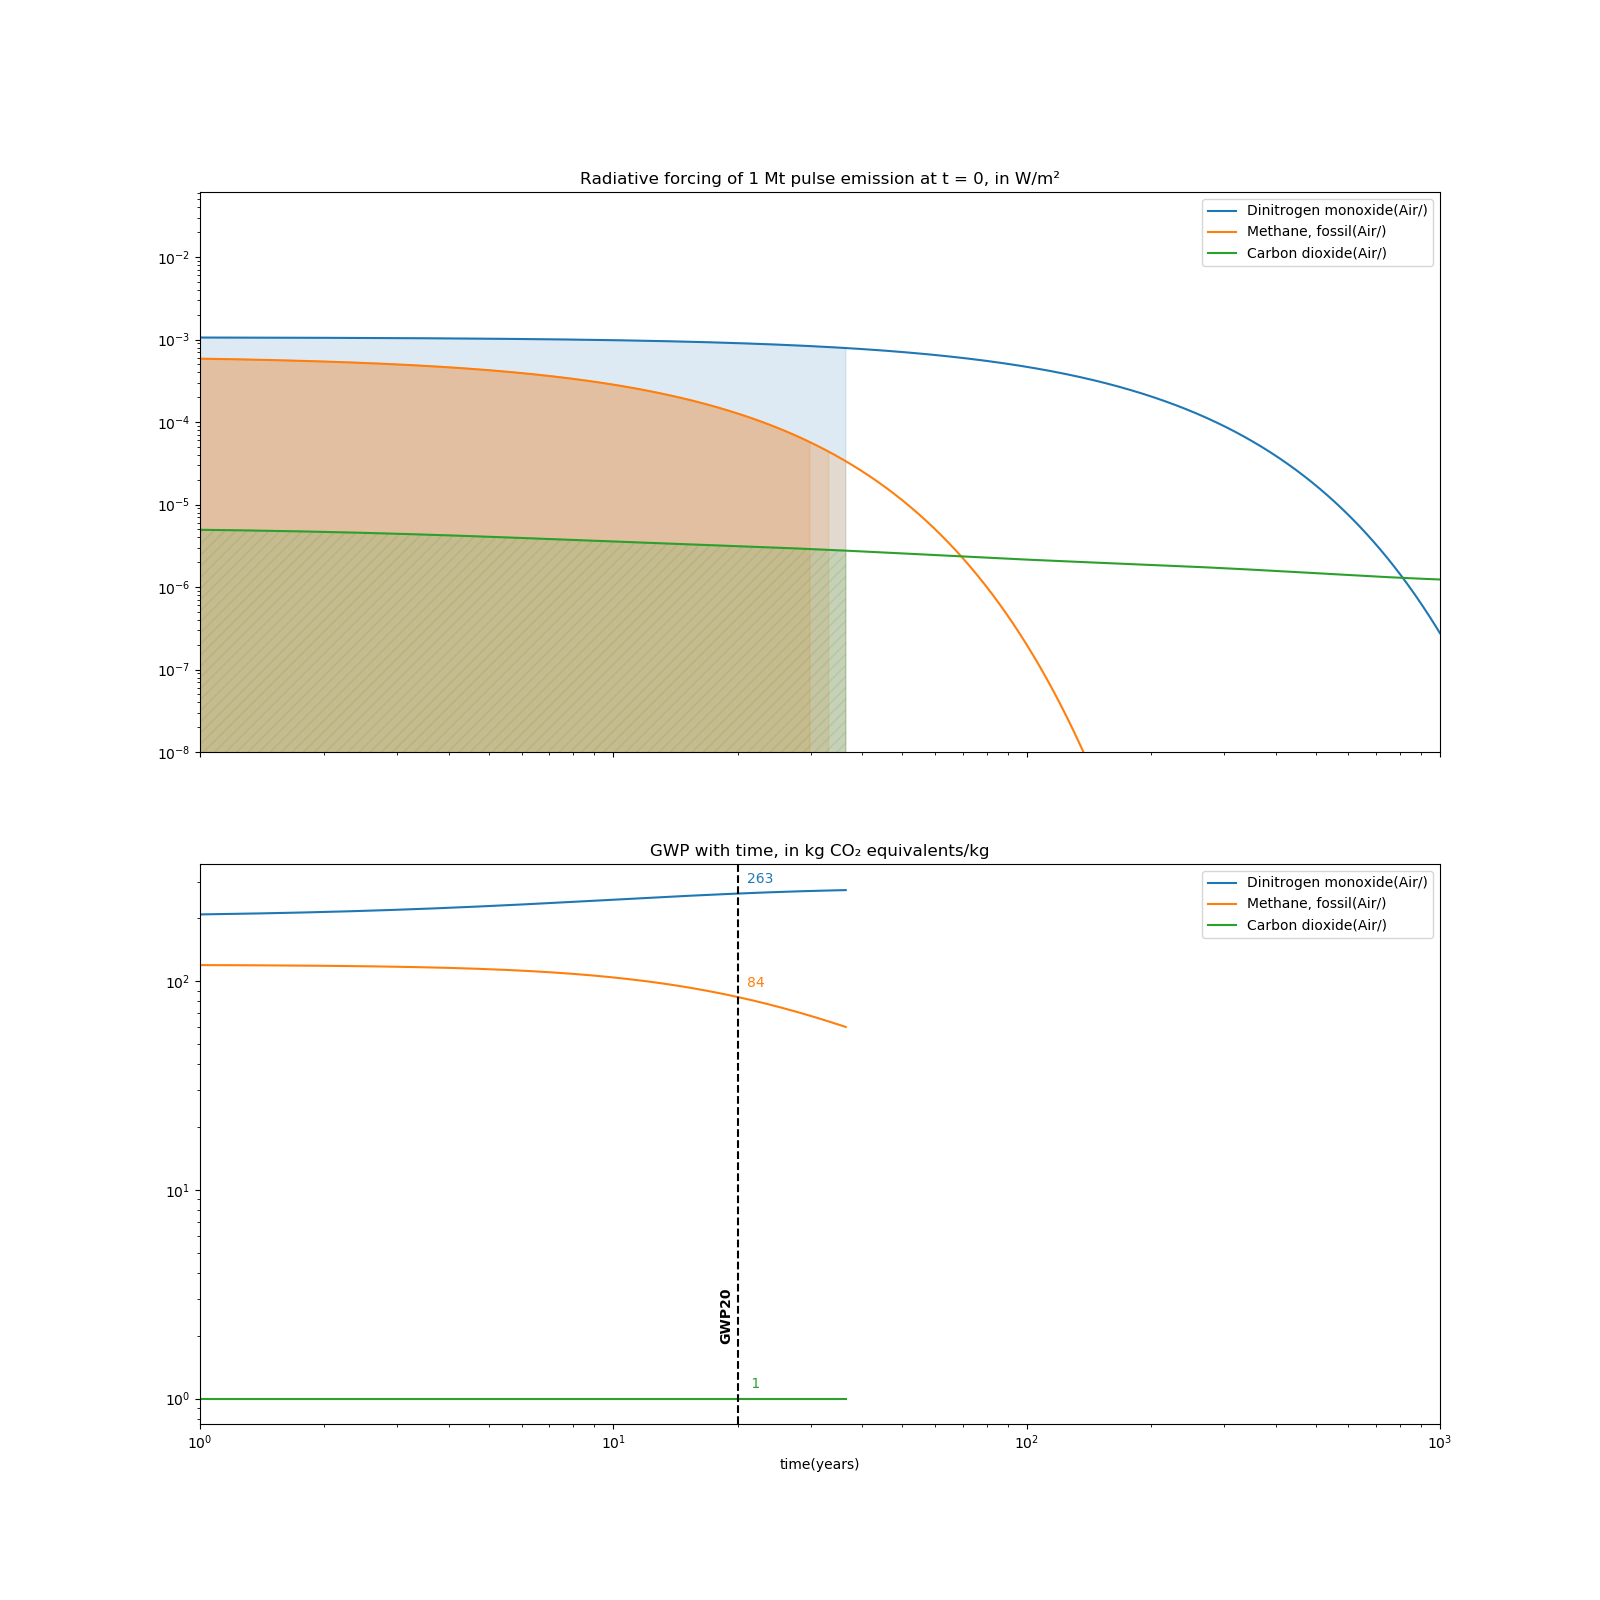 Radiative forcing of 1 Mt pulse emission at t = 0, in W/m²
Dinitrogen monoxide(Air/)
Methane, fossil(Air/)
Carbon dioxide(Air/)
10⁻²
10⁻³
10⁻⁴
10⁻⁵
10⁻⁶
10⁻⁷
10⁻⁸
GWP with time, in kg CO₂ equivalents/kg
263
Dinitrogen monoxide(Air/)
Methane, fossil(Air/)
Carbon dioxide(Air/)
84
10²
10¹
GWP20
1
10⁰
10⁰ 10¹ 10² 10³
time(years)